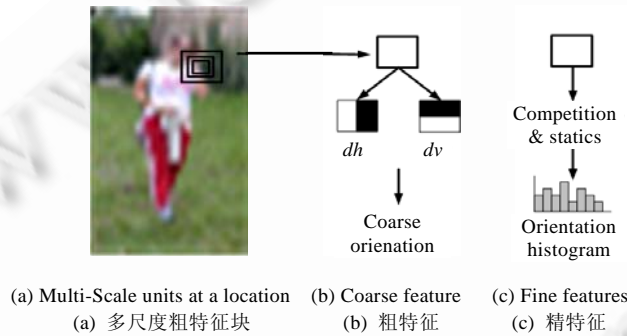 dh dv
Coarse
orienation
Competition
& statics
Orientation
histogram
(a) Multi-Scale units at a location (b) Coarse feature (c) Fine features
(a) 多尺度粗特征块 (b) 粗特征 (c) 精特征